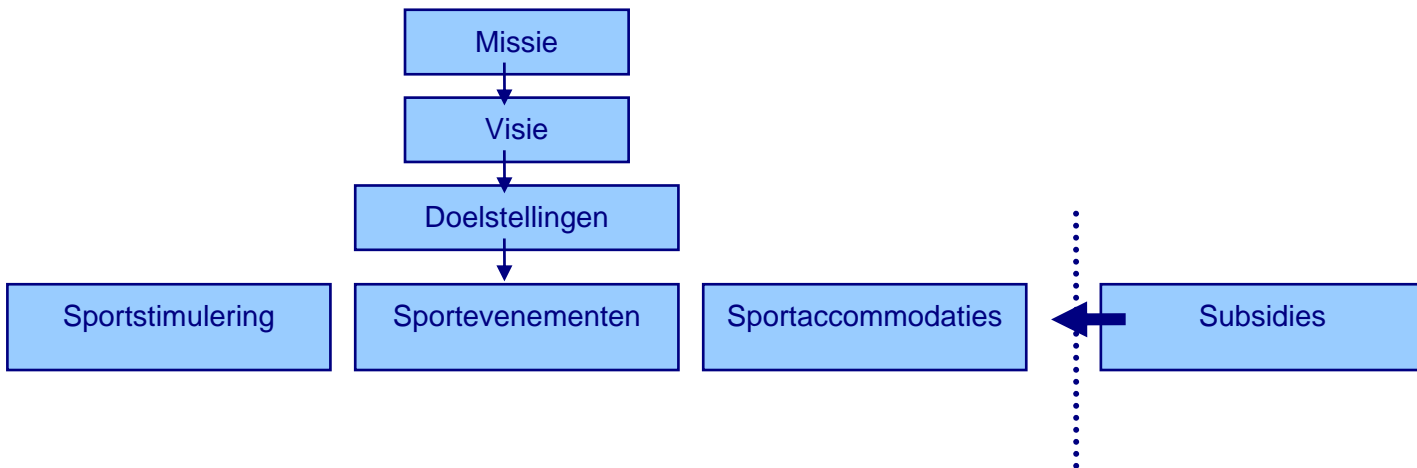 Missie
Visie
Doelstellingen
Sportstimulering
Sportevenementen
Sportaccommodaties
Subsidies